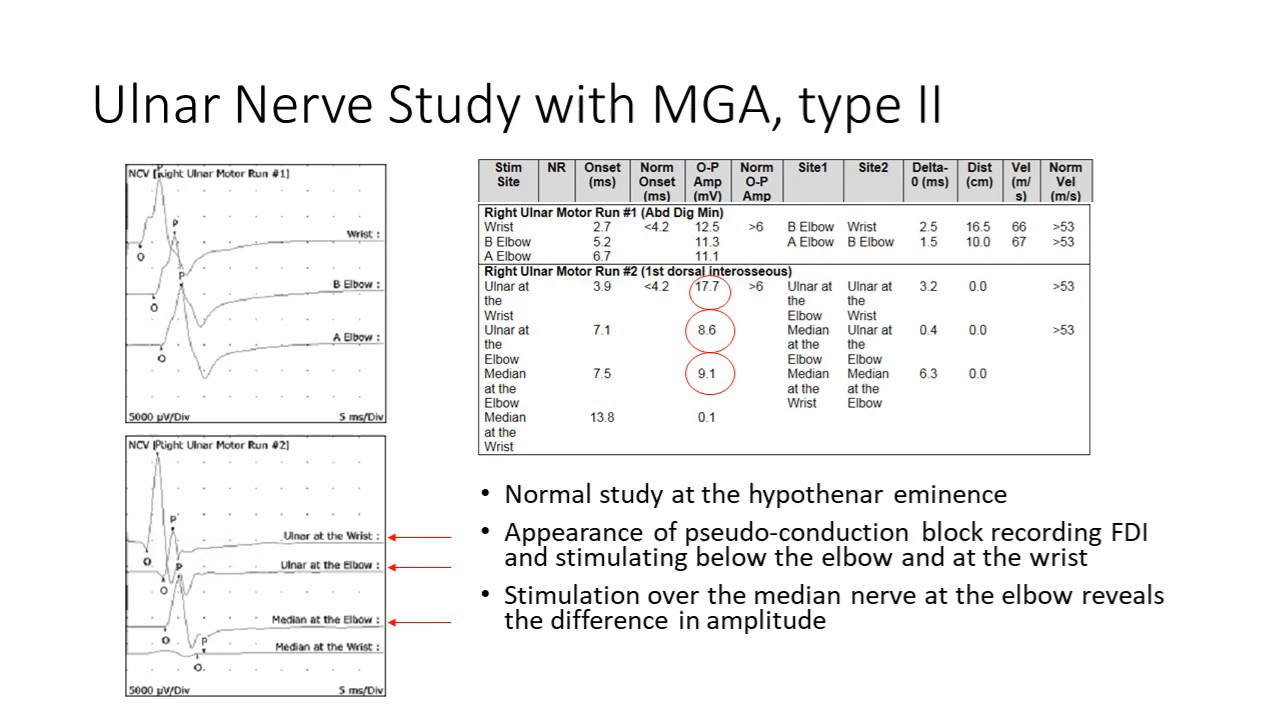 Ulnar Nerve Study with MGA, type II
NCV [Right Ulnar Motor Run #1]
P
Wrist :
O
P
B Elbow :
O
P
A Elbow :
O
5000 µV/Div 5 ms/Div
NCV [Right Ulnar Motor Run #2]
P
Ulnar at the Wrist :
O
P
Ulnar at the Elbow :
O
P
Median at the Elbow :
O
P
Median at the Wrist :
O
5000 µV/Div 5 ms/Div
Stim NR Onset Norm O-P Norm Site1 Site2 Delta- Dist Vel Norm
Site (ms) Onset Amp O-P 0 (ms) (cm) (m/ Vel
(ms) (mV) Amp s) (m/s)
Right Ulnar Motor Run #1 (Abd Dig Min)
Wrist 2.7 <4.2 12.5 >6 B Elbow Wrist 2.5 16.5 66 >53
B Elbow 5.2 11.3 A Elbow B Elbow 1.5 10.0 67 >53
A Elbow 6.7 11.1
Right Ulnar Motor Run #2 (1st dorsal interosseous)
Ulnar at 3.9 <4.2 17.7 >6 Ulnar at Ulnar at 3.2 0.0 >53
the the the
Wrist Elbow Wrist
Ulnar at 7.1 8.6 Median Ulnar at 0.4 0.0 >53
the at the the
Elbow Elbow Elbow
Median 7.5 9.1 Median Median 6.3 0.0
at the at the at the
Elbow Wrist Elbow
Median 13.8 0.1
at the
Wrist
• Normal study at the hypothenar eminence
• Appearance of pseudo-conduction block recording FDI
and stimulating below the elbow and at the wrist
• Stimulation over the median nerve at the elbow reveals
the difference in amplitude